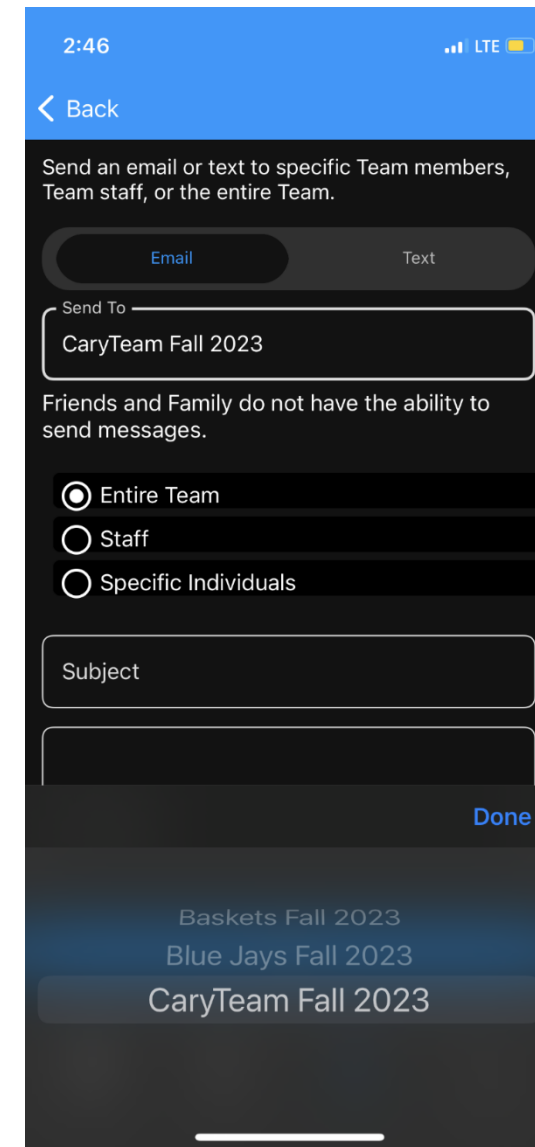 2:46 LTE
Back
Send an email or text to specific Team members,
Team staff, or the entire Team.
Email Text
Send To
CaryTeam Fall 2023
Friends and Family do not have the ability to
send messages.
Entire Team
Staff
Specific Individuals
Subject
Done
Baskets Fall 2023
Blue Jays Fall 2023
CaryTeam Fall 2023